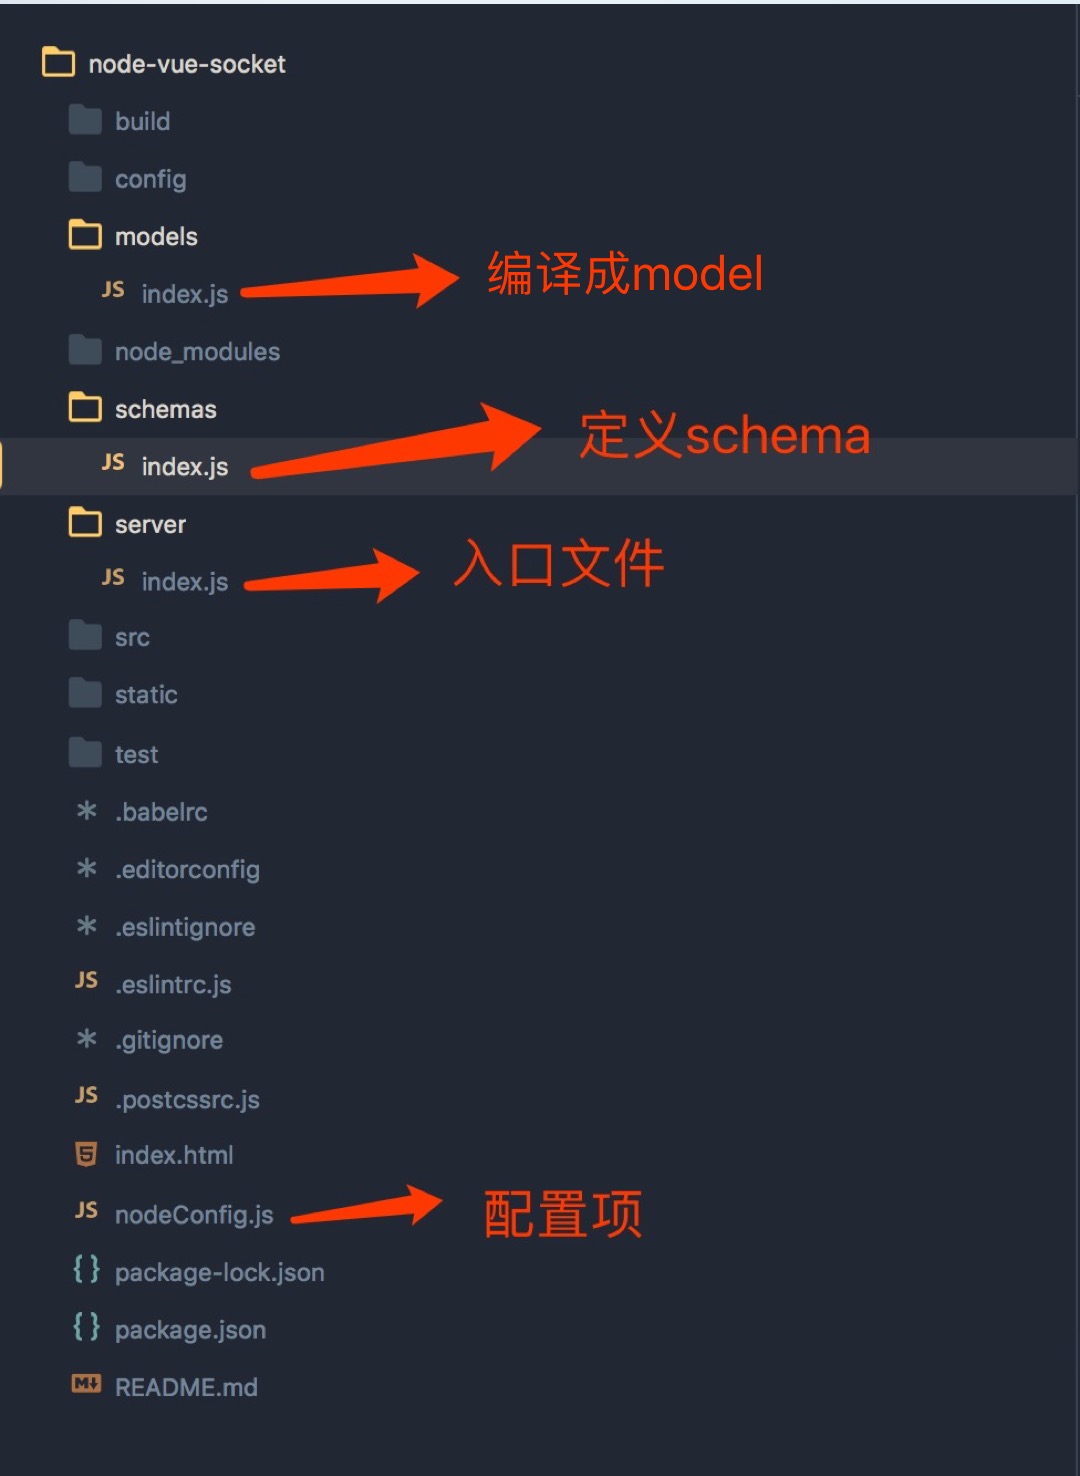 node-vue-socket
build
config
models
JS index.js 编译成model
node_modules
schemas
JS index.js 定义schema
server
JS index.js 入口文件
src
static
test
* .babelrc
* .editorconfig
* .eslintignore
JS .eslintrc.js
* .gitignore
JS .postcssrc.js
5 index.html
JS nodeConfig.js 配置项
{} package-lock.json
{} package.json
M↓ README.md